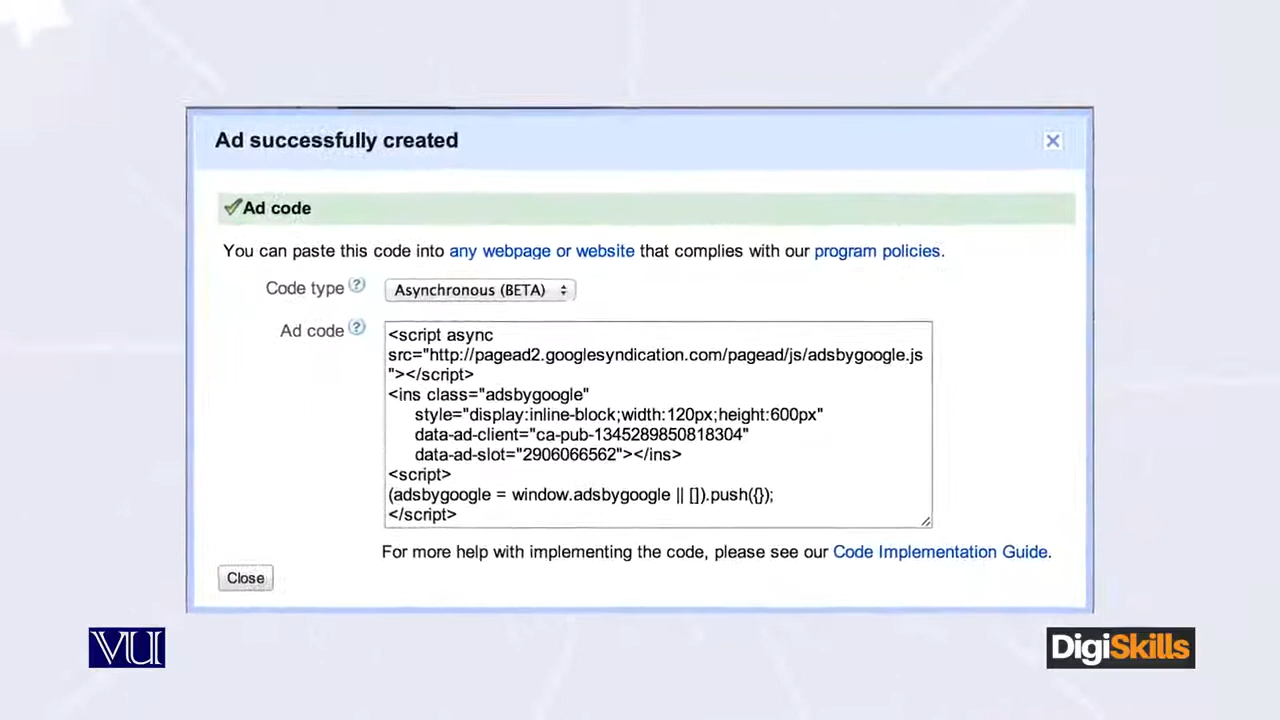 Ad successfully created
Ad code
You can paste this code into any webpage or website that complies with our program policies.
Code type ?
Asynchronous (BETA)
Ad code ?
<script async
src="http://pagead2.googlesyndication.com/pagead/js/adsbygoogle.js
"></script>
<ins class="adsbygoogle"
style="display:inline-block;width:120px;height:600px"
data-ad-client="ca-pub-1345289850818304"
data-ad-slot="2906066562"></ins>
<script>
(adsbygoogle = window.adsbygoogle || []).push({});
</script>
For more help with implementing the code, please see our Code Implementation Guide.
Close
VU
DigiSkills